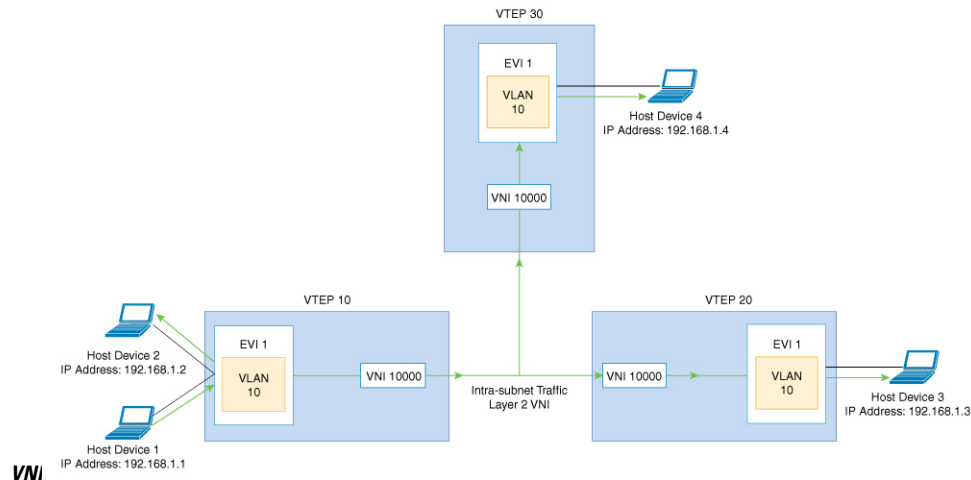 VTEP 30
EVI 1
VLAN
10
Host Device 4
IP Address: 192.168.1.4
VNI 10000
VTEP 10
VTEP 20
Host Device 2
IP Address: 192.168.1.2
EVI 1
VLAN
10
VNI 10000
Intra-subnet Traffic
Layer 2 VNI
VNI 10000
EVI 1
VLAN
10
Host Device 3
IP Address: 192.168.1.3
Host Device 1
IP Address: 192.168.1.1
VNI